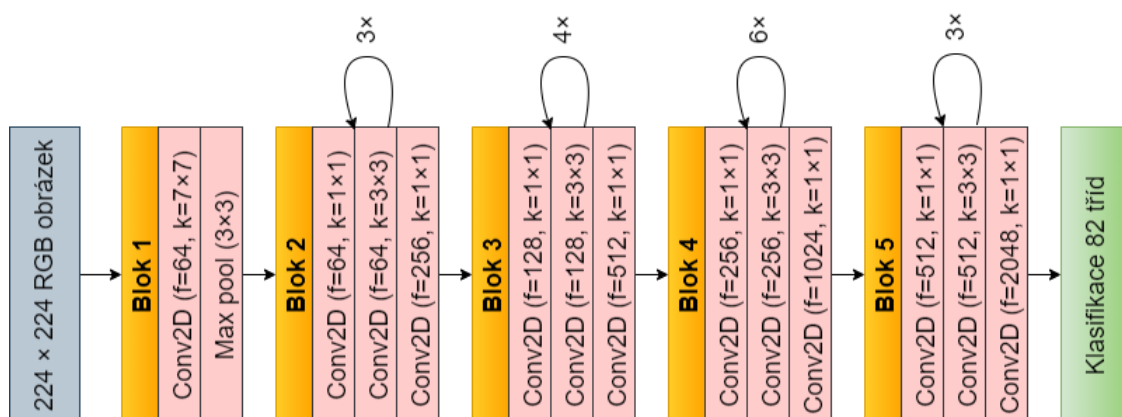 224 × 224 RGB obrázek
Blok 1
Conv2D (f=64, k=7×7)
Max pool (3×3)
3×
Blok 2
Conv2D (f=64, k=1×1)
Conv2D (f=64, k=3×3)
Conv2D (f=256, k=1×1)
4×
Blok 3
Conv2D (f=128, k=1×1)
Conv2D (f=128, k=3×3)
Conv2D (f=512, k=1×1)
6×
Blok 4
Conv2D (f=256, k=1×1)
Conv2D (f=256, k=3×3)
Conv2D (f=1024, k=1×1)
3×
Blok 5
Conv2D (f=512, k=1×1)
Conv2D (f=512, k=3×3)
Conv2D (f=2048, k=1×1)
Klasifikace 82 tříd